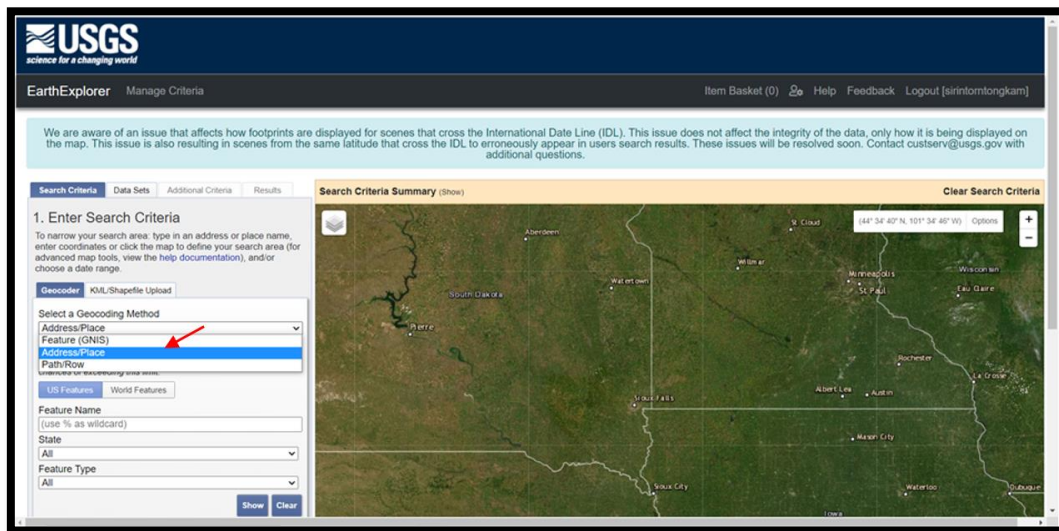 USGS
science for a changing world
EarthExplorer Manage Criteria Item Basket (0) Help Feedback Logout [sirintorntongkam]
We are aware of an issue that affects how footprints are displayed for scenes that cross the International Date Line (IDL). This issue does not affect the integrity of the data, only how it is being displayed on
the map. This issue is also resulting in scenes from the same latitude that cross the IDL to erroneously appear in users search results. These issues will be resolved soon. Contact custserv@usgs.gov with
additional questions.
Search Criteria Data Sets Additional Criteria Results
Search Criteria Summary (Show) Clear Search Criteria
1. Enter Search Criteria
To narrow your search area: type in an address or place name,
enter coordinates or click the map to define your search area (for
advanced map tools, view the help documentation), and/or
choose a date range.
Geocoder KML/Shapefile Upload
Select a Geocoding Method
Address/Place
Feature (GNIS)
Address/Place
Path/Row
chances of exceeding this limit.
US Features World Features
Feature Name
(use % as wildcard)
State
All
Feature Type
All
Show Clear
(44° 34' 40" N, 101° 34' 46" W) Options + −
Aberdeen
St Cloud
Willmar
Minneapolis
St Paul
Wisconsin
Eau Claire
Watertown
South Dakota
Pierre
Rochester
La Crosse
Albert Lea
Austin
Sioux Falls
Mason City
Sioux City
Waterloo
Dubuque
Iowa